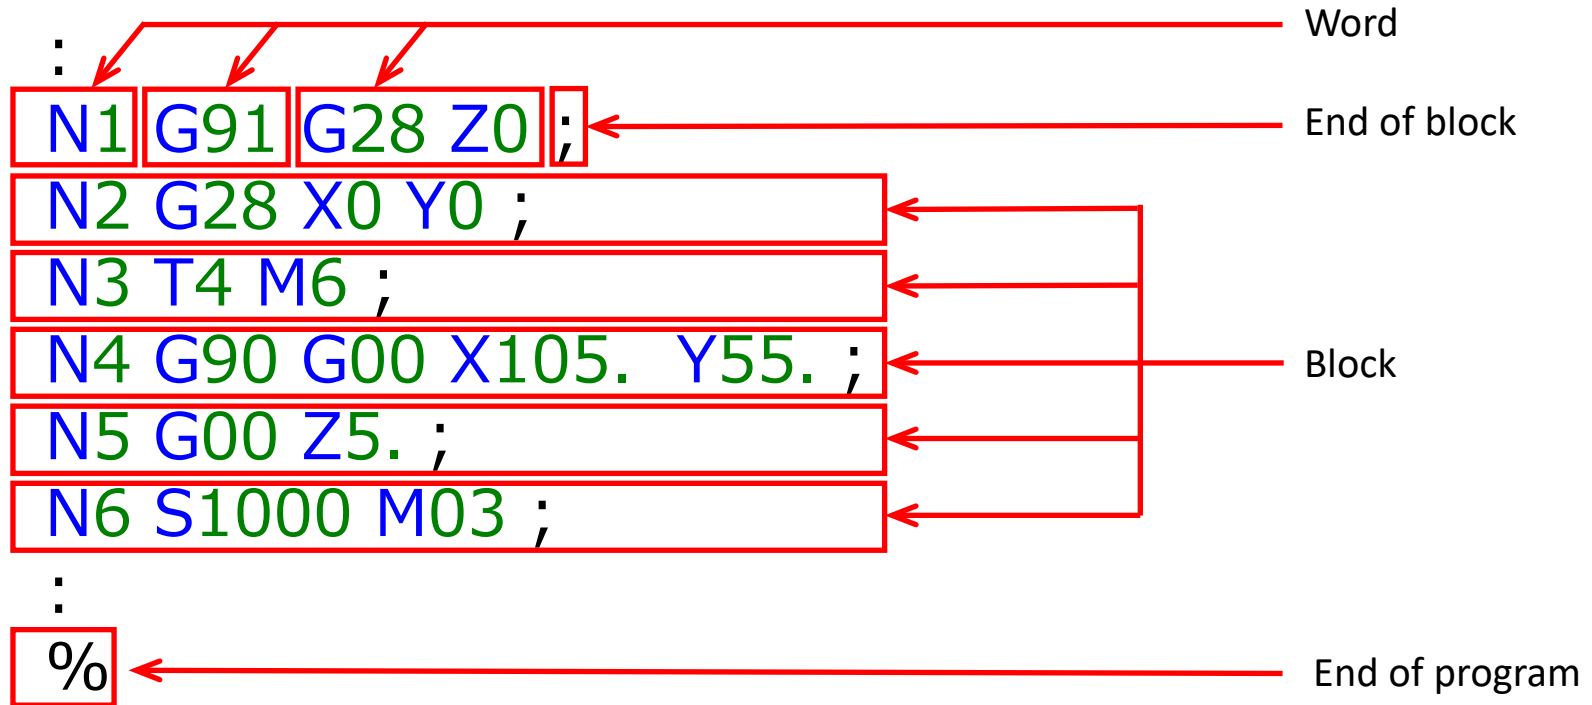 Word
:
N1 G91 G28 Z0 ;
End of block
N2 G28 X0 Y0 ;
N3 T4 M6 ;
N4 G90 G00 X105. Y55. ;
Block
N5 G00 Z5. ;
N6 S1000 M03 ;
:
%
End of program